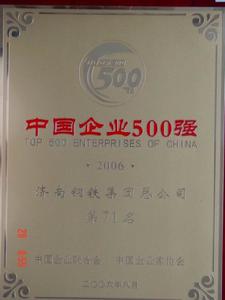 500
中国企业500强
TOP 500 ENTERPRISES OF CHINA
·2006·
济南钢铁集团总公司
第71名
中国企业联合会 中国企业家协会
二〇〇六年八月